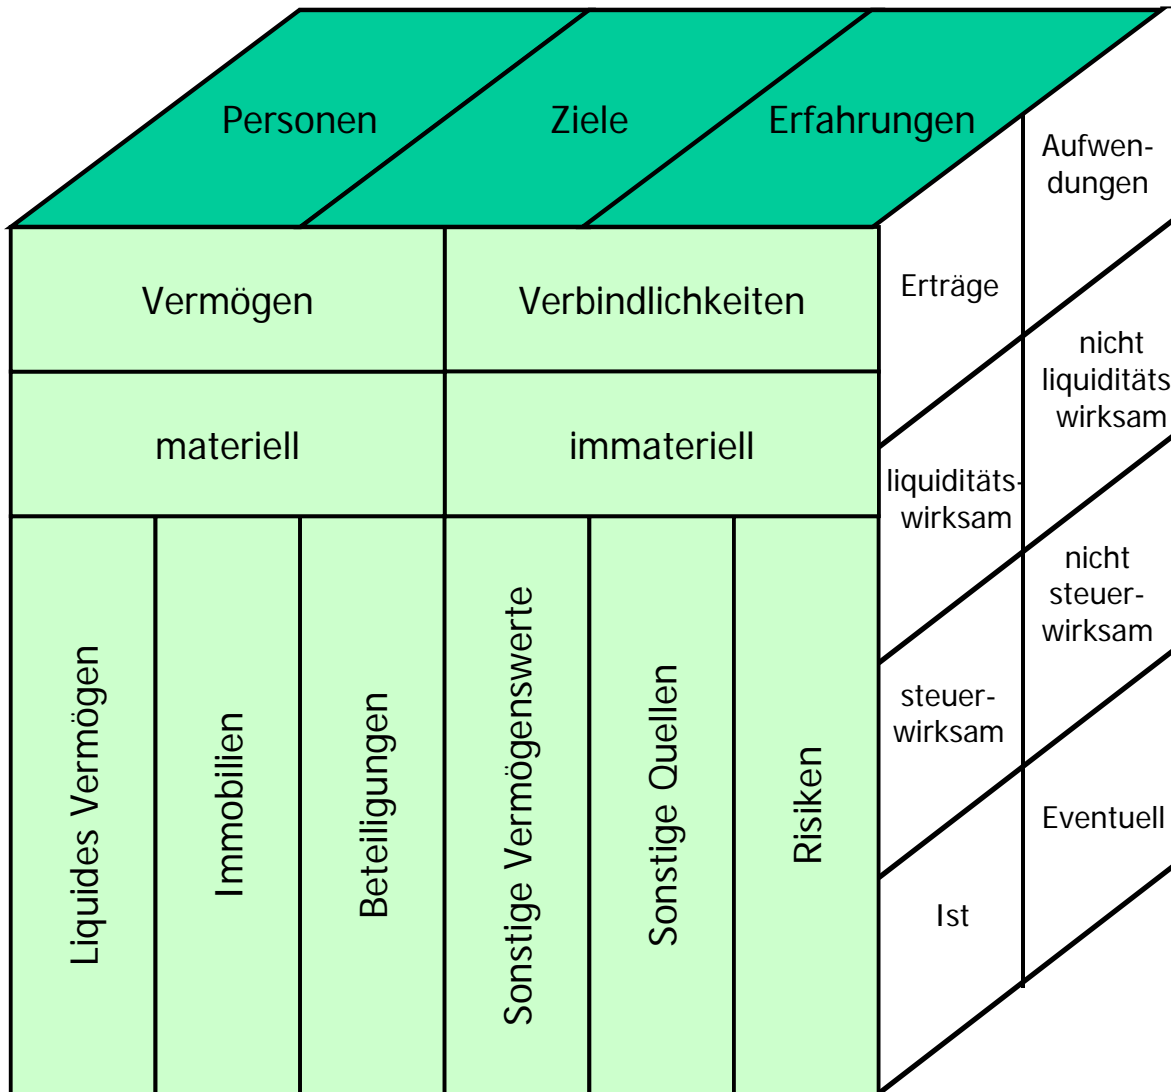 Personen
Ziele
Erfahrungen
Vermögen
Verbindlichkeiten
materiell
immateriell
Liquides Vermögen
Immobilien
Beteiligungen
Sonstige Vermögenswerte
Sonstige Quellen
Risiken
Erträge
Aufwen-
dungen
liquiditäts-
wirksam
nicht
liquiditäts
wirksam
steuer-
wirksam
nicht
steuer-
wirksam
Ist
Eventuell